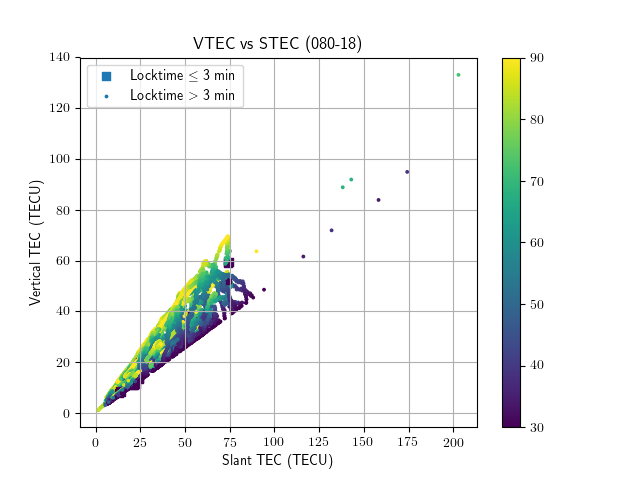 VTEC vs STEC (080-18)
Locktime ≤ 3 min
Locktime > 3 min
Vertical TEC (TECU)
140
120
100
80
60
40
20
0
0 25 50 75 100 125 150 175 200
Slant TEC (TECU)
90
80
70
60
50
40
30